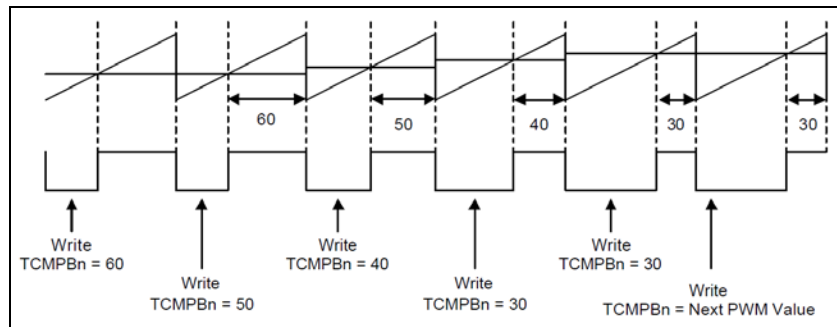 60
50
40
30
30
Write
TCMPBn = 60
Write
TCMPBn = 50
Write
TCMPBn = 40
Write
TCMPBn = 30
Write
TCMPBn = 30
Write
TCMPBn = Next PWM Value